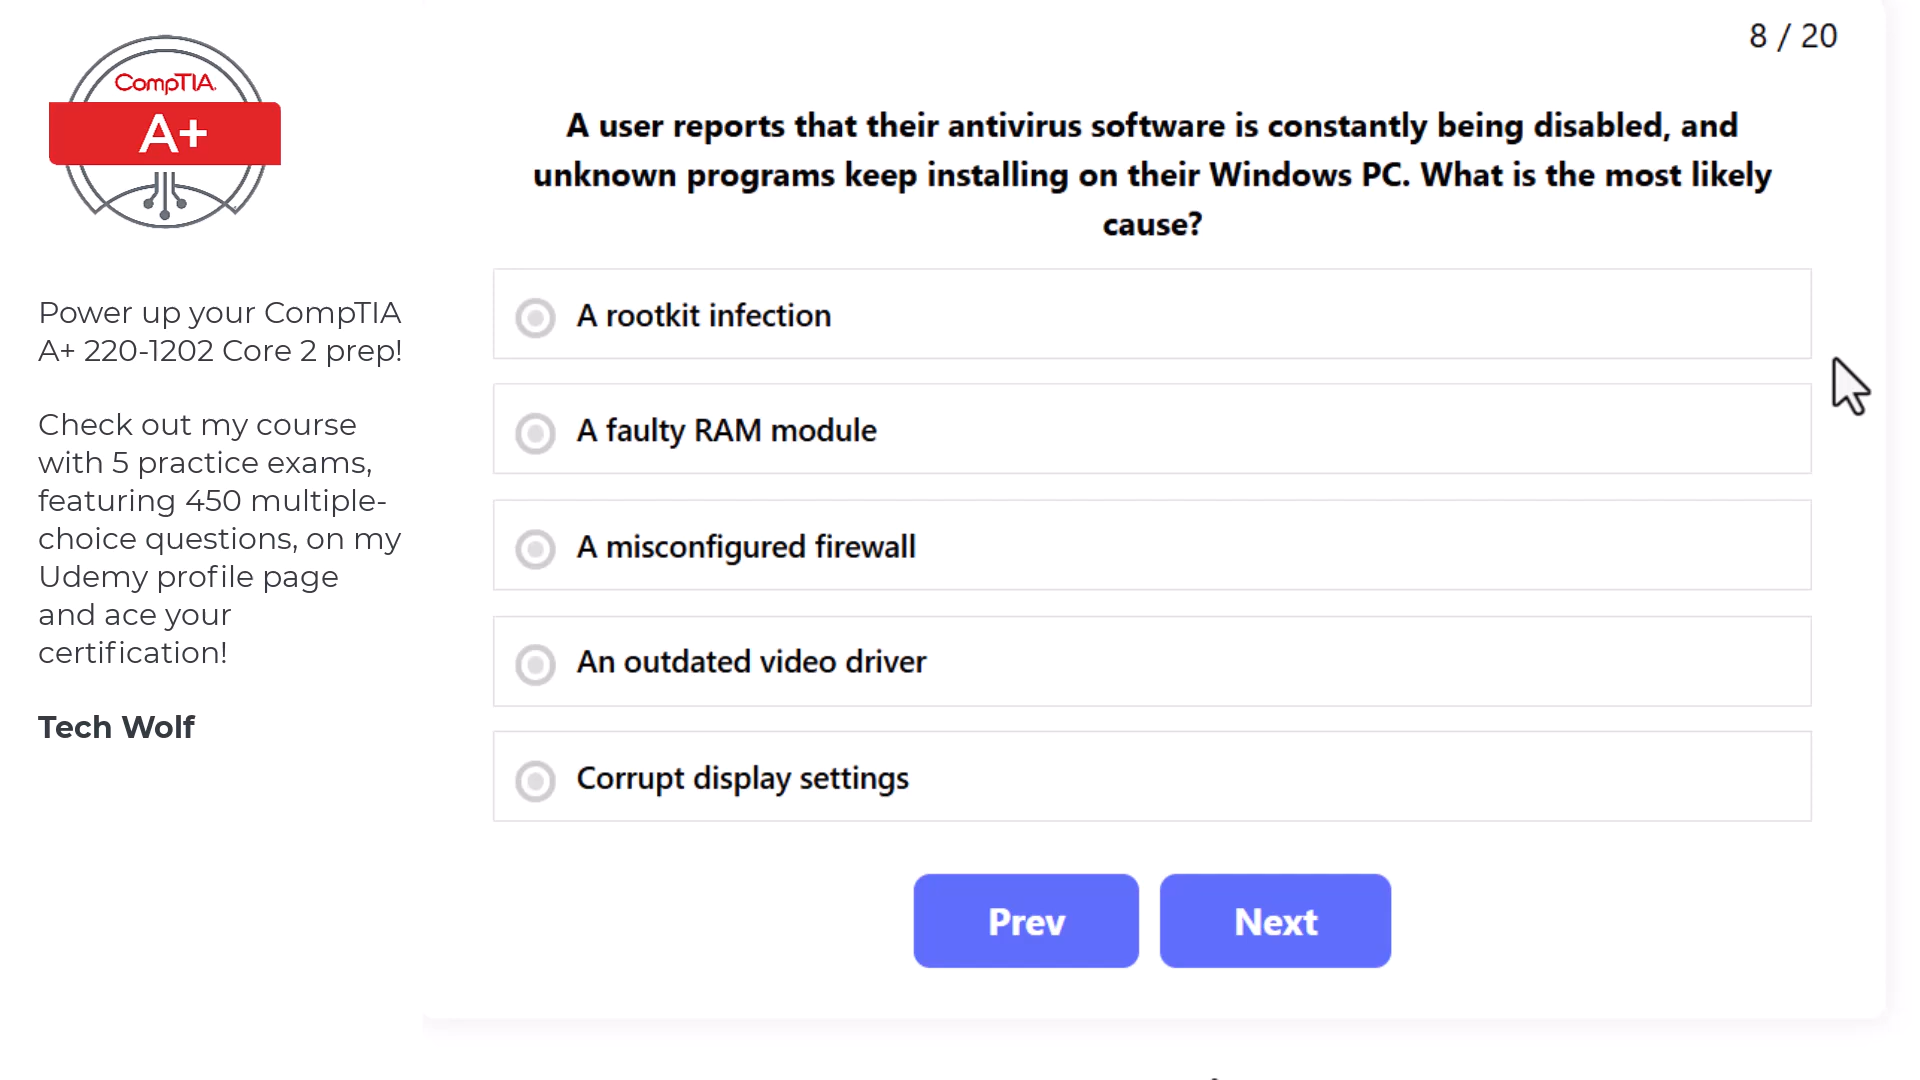 CompTIA.
A+
Power up your CompTIA
A+ 220-1202 Core 2 prep!
Check out my course
with 5 practice exams,
featuring 450 multiple-
choice questions, on my
Udemy profile page
and ace your
certification!
Tech Wolf
8 / 20
A user reports that their antivirus software is constantly being disabled, and
unknown programs keep installing on their Windows PC. What is the most likely
cause?
A rootkit infection
A faulty RAM module
A misconfigured firewall
An outdated video driver
Corrupt display settings
Prev
Next